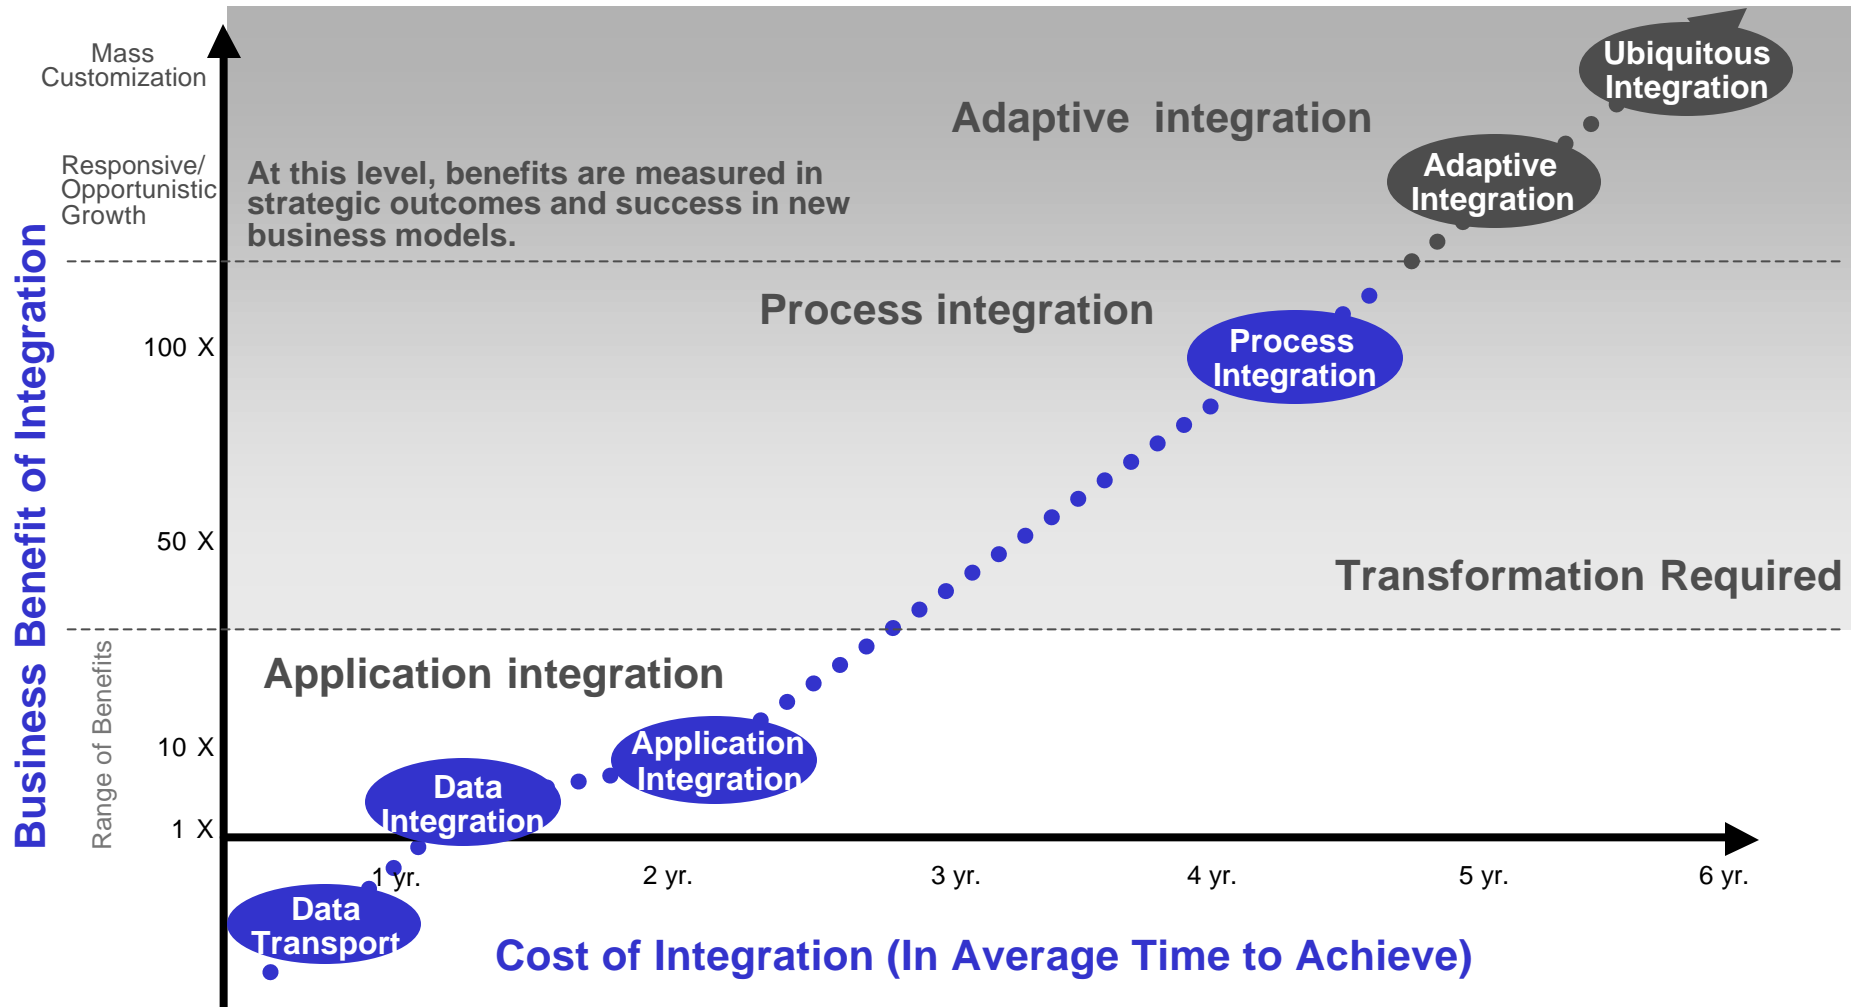 Mass
Customization
Ubiquitous
Integration
Adaptive integration
Responsive/
Opportunistic
Growth
At this level, benefits are measured in
strategic outcomes and success in new
business models.
Adaptive
Integration
Business Benefit of Integration
Process integration
100 X
Process
Integration
50 X
Transformation Required
Range of Benefits
Application integration
10 X
Application
Integration
Data
Integration
1 X
1 yr.
2 yr.
3 yr.
4 yr.
5 yr.
6 yr.
Data
Transport
Cost of Integration (In Average Time to Achieve)